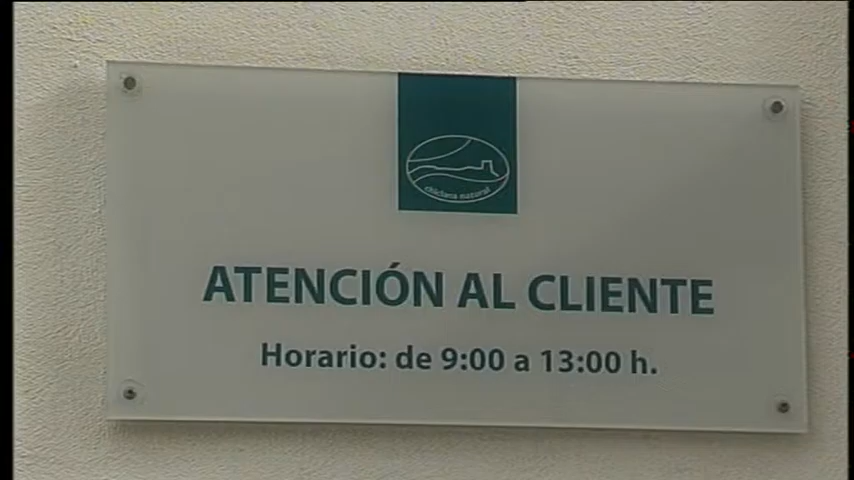 chiclana natural
ATENCIÓN AL CLIENTE
Horario: de 9:00 a 13:00 h.